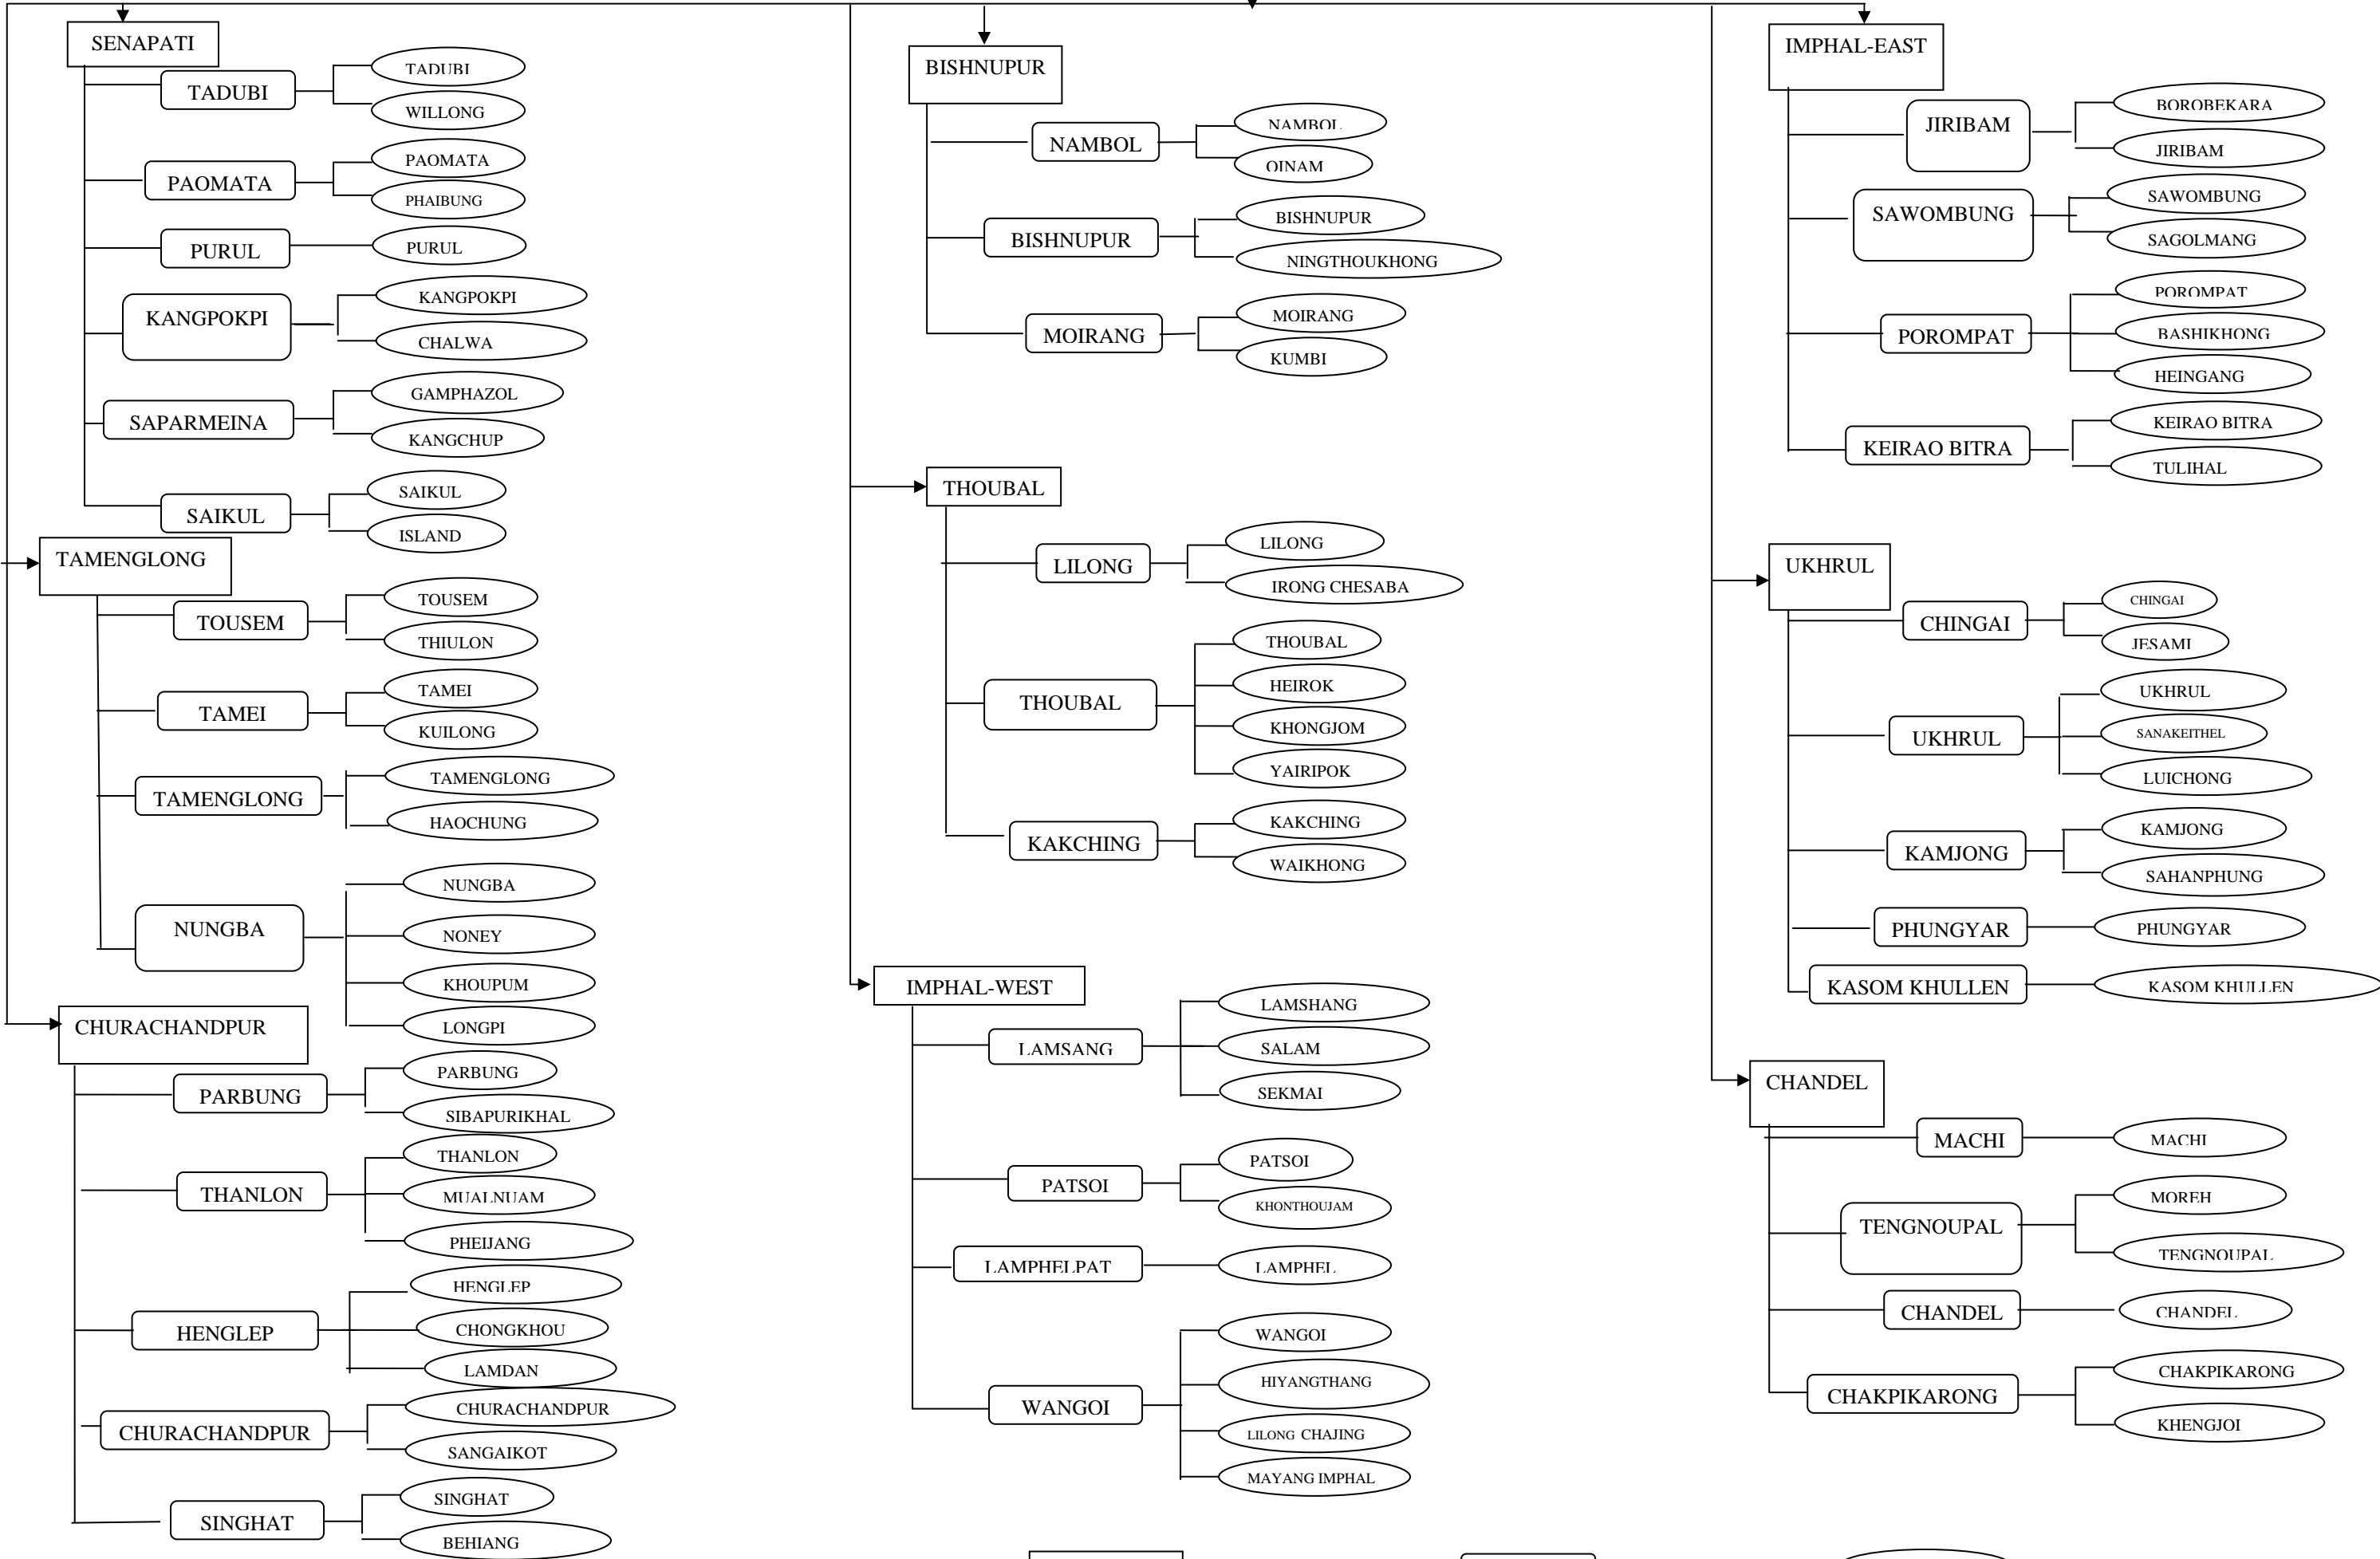 SENAPATI
TADUBI
TADUBI
WILLONG
PAOMATA
PAOMATA
PHAIBUNG
PURUL
PURUL
KANGPOKPI
KANGPOKPI
CHALWA
SAPARMEINA
GAMPHAZOL
KANGCHUP
SAIKUL
SAIKUL
ISLAND
TAMENGLONG
TOUSEM
TOUSEM
THIULON
TAMEI
TAMEI
KUILONG
TAMENGLONG
TAMENGLONG
HAOCHUNG
NUNGBA
NUNGBA
NONEY
KHOUPUM
LONGPI
CHURACHANDPUR
PARBUNG
PARBUNG
SIBAPURIKHAL
THANLON
THANLON
MUALNUAM
PHEIJANG
HENGLEP
HENGLEP
CHONGKHOU
LAMDAN
CHURACHANDPUR
CHURACHANDPUR
SANGAIKOT
SINGHAT
SINGHAT
BEHIANG
BISHNUPUR
NAMBOL
NAMBOL
OINAM
BISHNUPUR
BISHNUPUR
NINGTHOUKHONG
MOIRANG
MOIRANG
KUMBI
THOUBAL
LILONG
LILONG
IRONG CHESABA
THOUBAL
THOUBAL
HEIROK
KHONGJOM
YAIRIPOK
KAKCHING
KAKCHING
WAIKHONG
IMPHAL-WEST
LAMSANG
LAMSHANG
SALAM
SEKMAI
PATSOI
PATSOI
KHONTHOUJAM
LAMPHELPAT
LAMPHEL
WANGOI
WANGOI
HIYANGTHANG
LILONG CHAJING
MAYANG IMPHAL
IMPHAL-EAST
JIRIBAM
BOROBEKARA
JIRIBAM
SAWOMBUNG
SAWOMBUNG
SAGOLMANG
POROMPAT
POROMPAT
BASHIKHONG
HEINGANG
KEIRAO BITRA
KEIRAO BITRA
TULIHAL
UKHRUL
CHINGAI
CHINGAI
JESAMI
UKHRUL
UKHRUL
SANAKEITHEL
LUICHONG
KAMJONG
KAMJONG
SAHANPHUNG
PHUNGYAR
PHUNGYAR
KASOM KHULLEN
KASOM KHULLEN
CHANDEL
MACHI
MACHI
TENGNOUPAL
MOREH
TENGNOUPAL
CHANDEL
CHANDEL
CHAKPIKARONG
CHAKPIKARONG
KHENGJOI